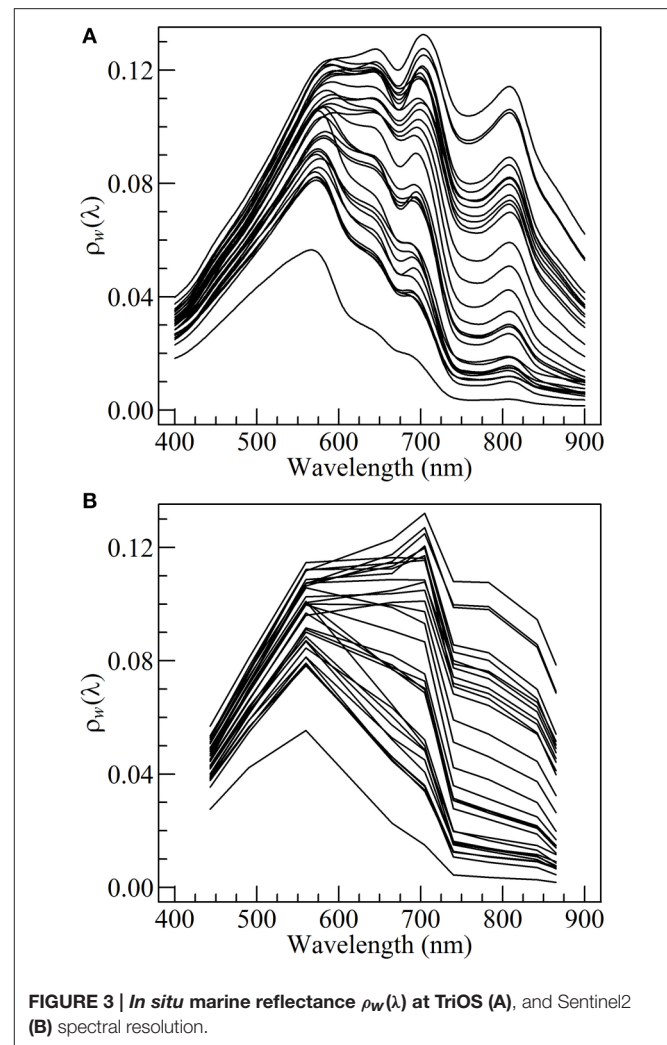 A
0.12
0.08
0.04
0.00
ρw(λ)
400 500 600 700 800 900
Wavelength (nm)
B
0.12
0.08
0.04
0.00
ρw(λ)
400 500 600 700 800 900
Wavelength (nm)
FIGURE 3 | In situ marine reflectance ρw(λ) at TriOS (A), and Sentinel2
(B) spectral resolution.